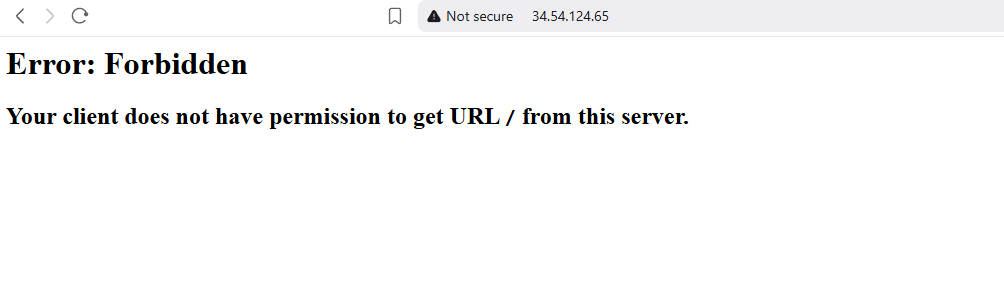 Not secure 34.54.124.65
Error: Forbidden
Your client does not have permission to get URL / from this server.